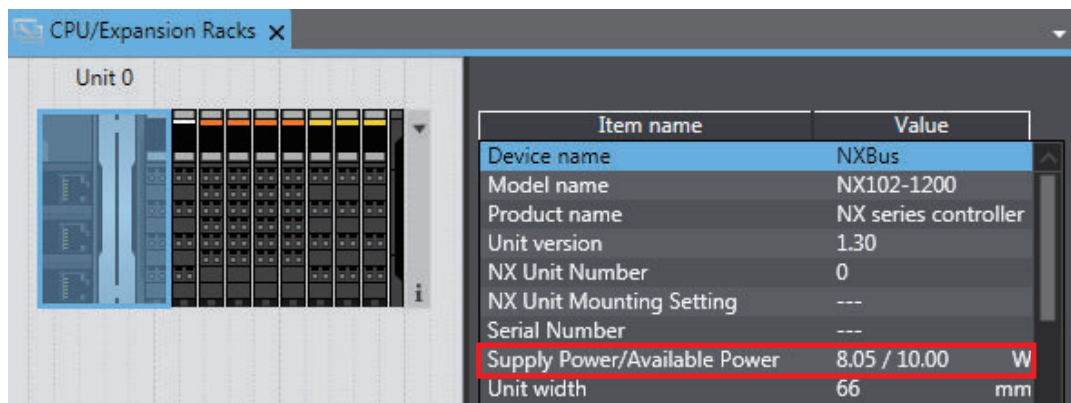 CPU/Expansion Racks
Unit 0
Item name Value
Device name NXBus
Model name NX102-1200
Product name NX series controller
Unit version 1.30
NX Unit Number 0
NX Unit Mounting Setting ---
Serial Number ---
Supply Power/Available Power 8.05 / 10.00 W
Unit width 66 mm
i